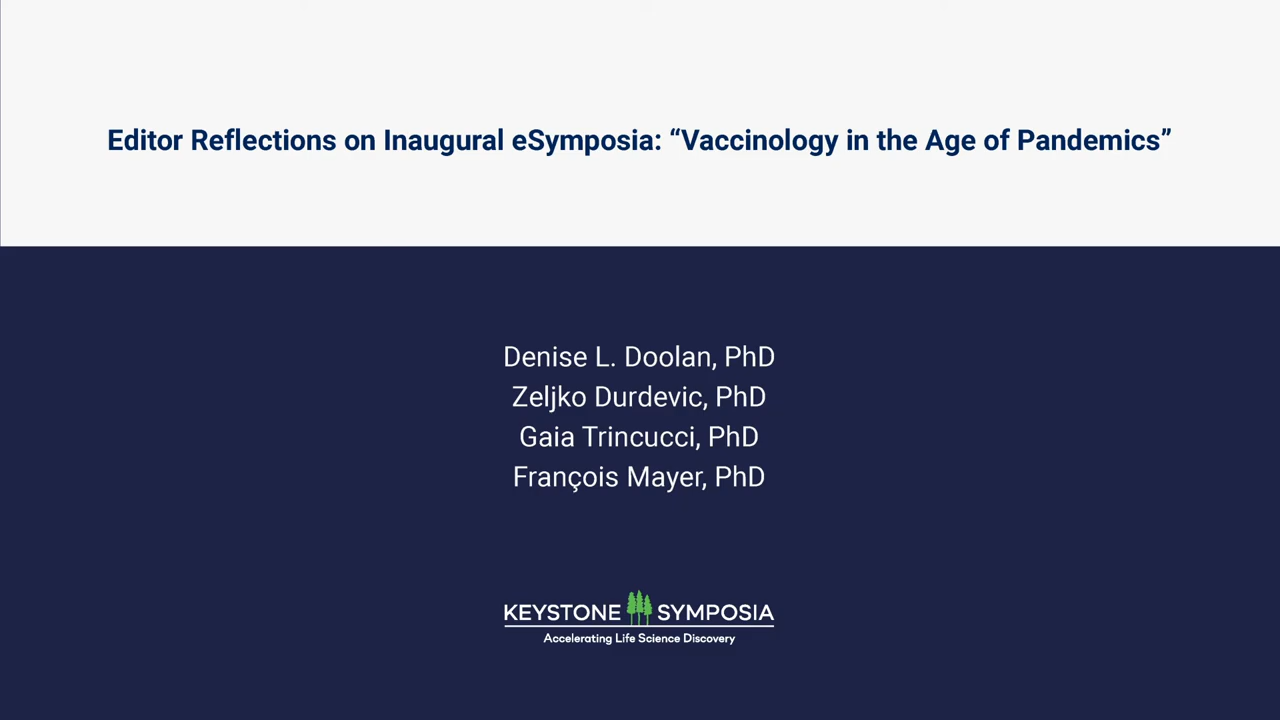 Editor Reflections on Inaugural eSymposia: “Vaccinology in the Age of Pandemics”
Denise L. Doolan, PhD
Zeljko Durdevic, PhD
Gaia Trincucci, PhD
François Mayer, PhD
KEYSTONE SYMPOSIA
Accelerating Life Science Discovery